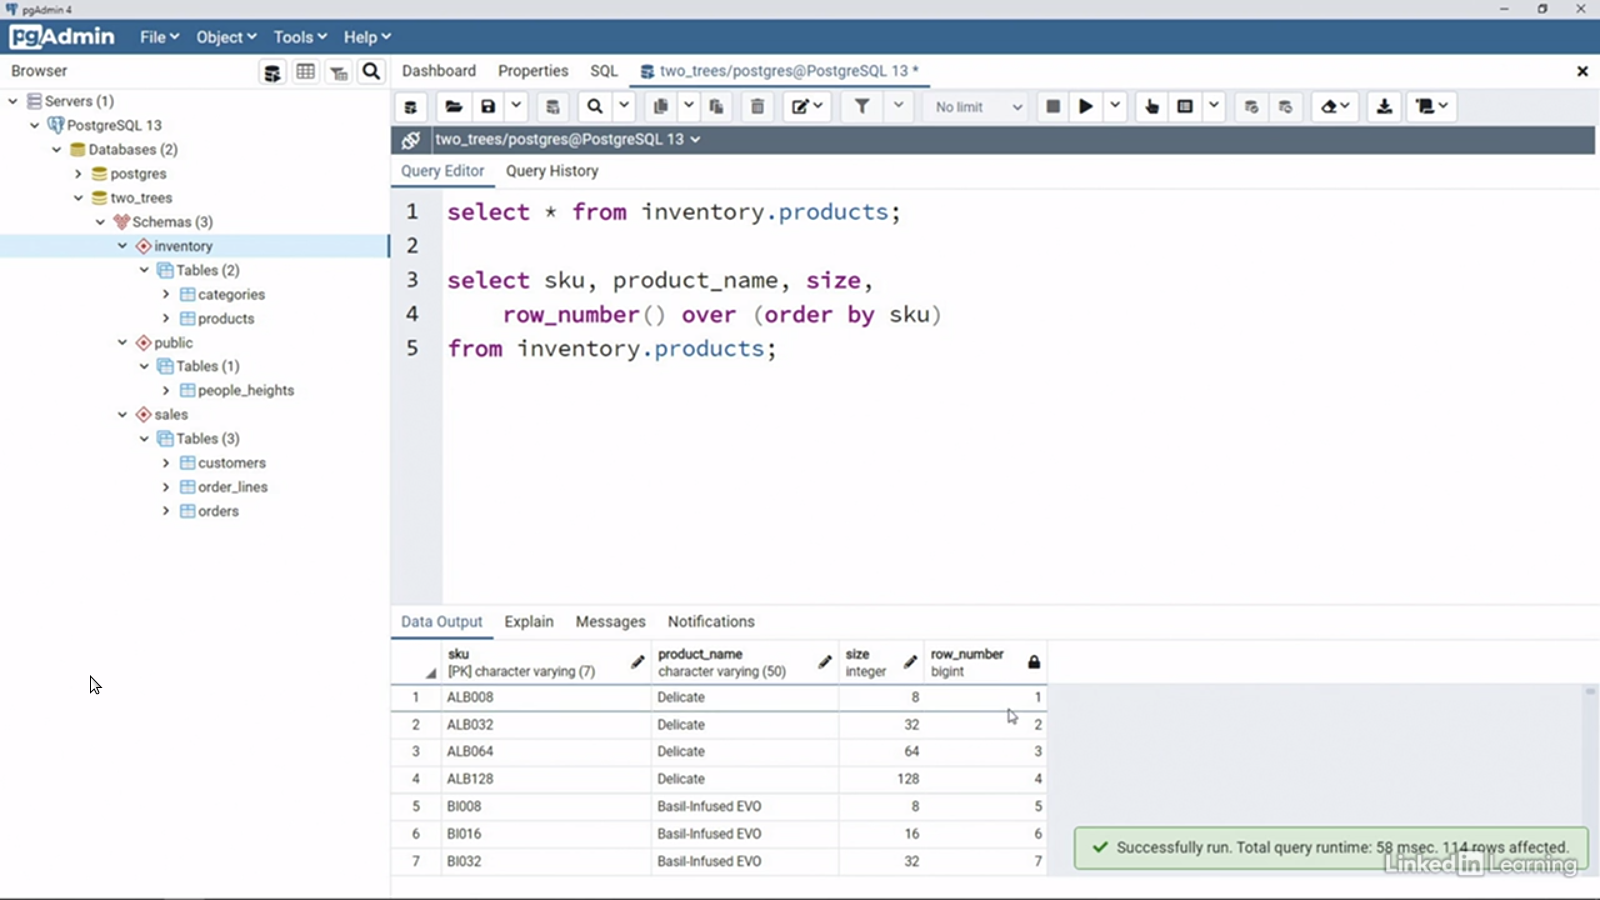 pgAdmin 4
pgAdmin File Object Tools Help
Browser
Dashboard Properties SQL two_trees/postgres@PostgreSQL 13 *
Servers (1)
PostgreSQL 13
Databases (2)
postgres
two_trees
Schemas (3)
inventory
Tables (2)
categories
products
public
Tables (1)
people_heights
sales
Tables (3)
customers
order_lines
orders
No limit
two_trees/postgres@PostgreSQL 13
Query Editor Query History
1 select * from inventory.products;
2
3 select sku, product_name, size,
4 row_number() over (order by sku)
5 from inventory.products;
Data Output Explain Messages Notifications
sku product_name size row_number
[PK] character varying (7) character varying (50) integer bigint
1 ALB008 Delicate 8 1
2 ALB032 Delicate 32 2
3 ALB064 Delicate 64 3
4 ALB128 Delicate 128 4
5 BI008 Basil-Infused EVO 8 5
6 BI016 Basil-Infused EVO 16 6
7 BI032 Basil-Infused EVO 32 7
Successfully run. Total query runtime: 58 msec. 114 rows affected.
LinkedIn Learning